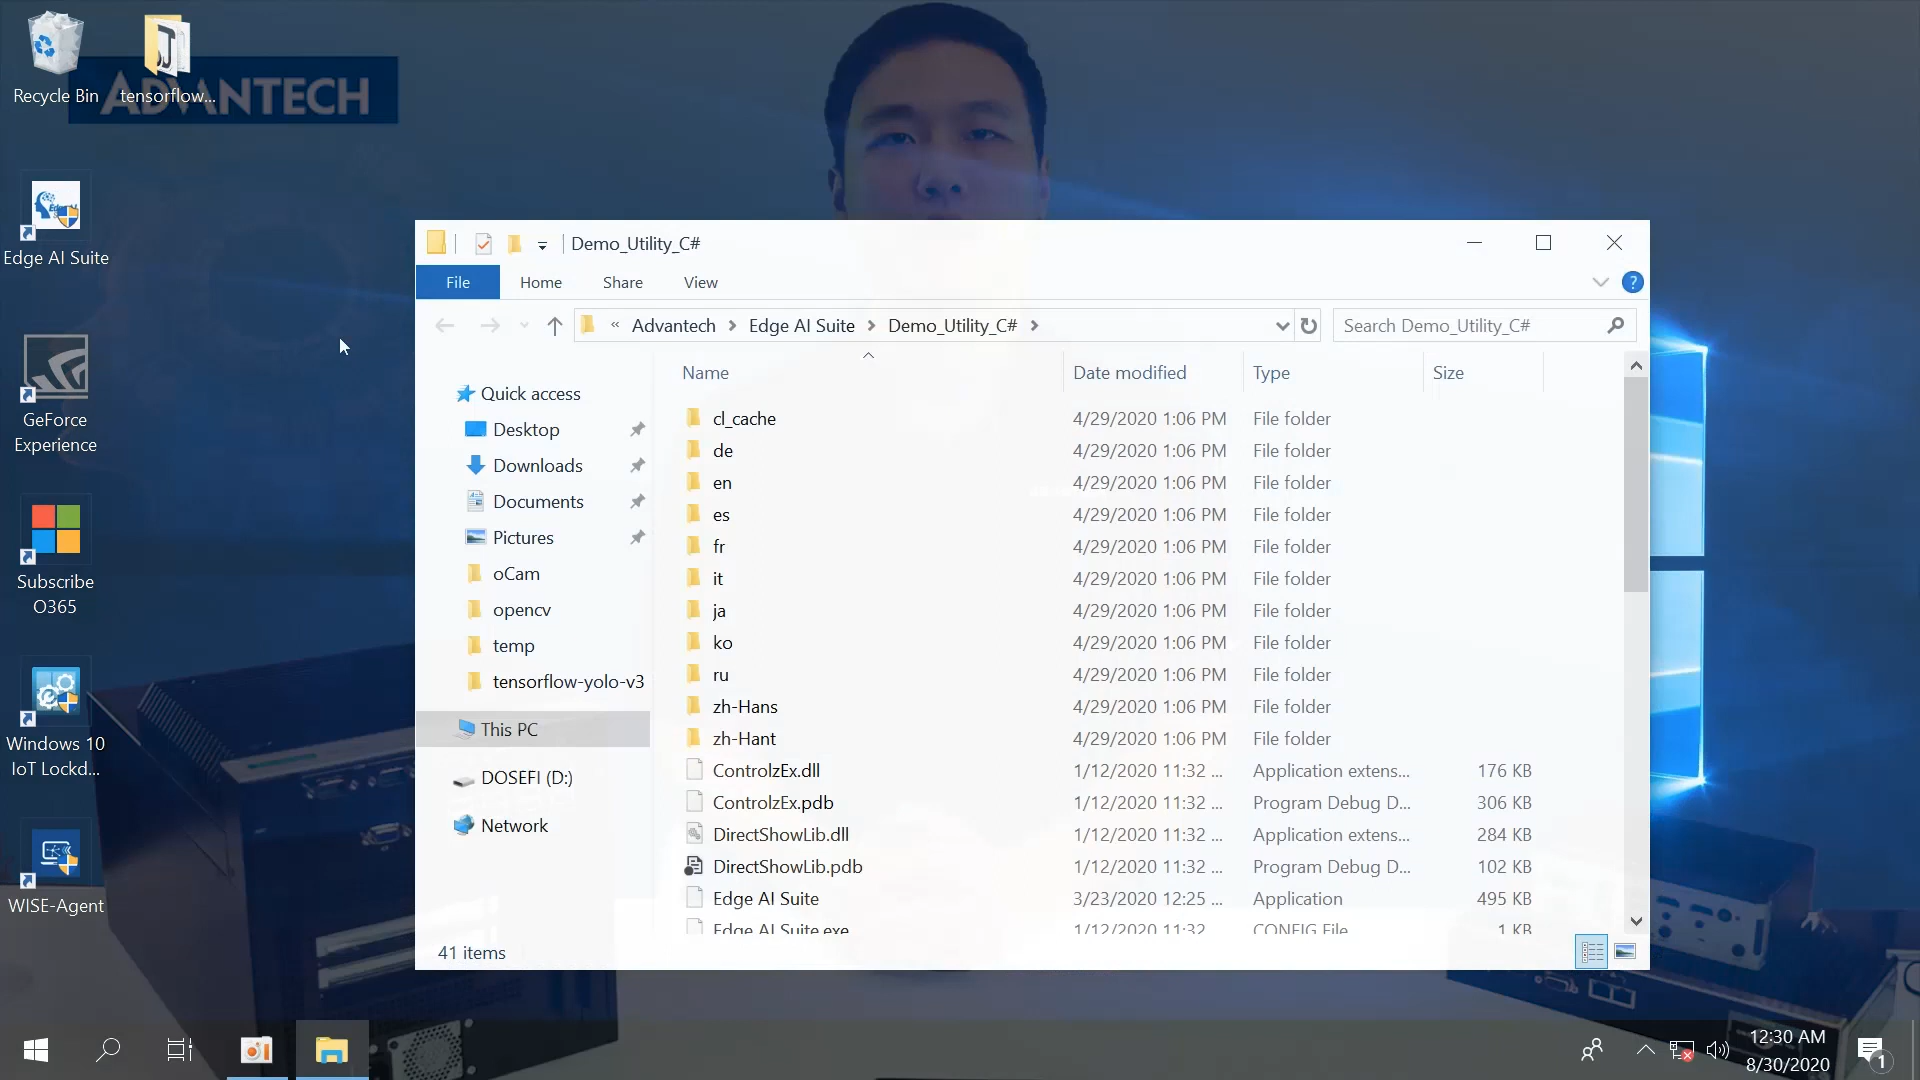 Recycle Bin
tensorflow...
ADVANTECH
Edge AI Suite
GeForce
Experience
Subscribe
O365
Windows 10
IoT Lockd...
WISE-Agent
Demo_Utility_C#
File Home Share View
« Advantech > Edge AI Suite > Demo_Utility_C# >
Search Demo_Utility_C#
Quick access
Desktop
Downloads
Documents
Pictures
oCam
opencv
temp
tensorflow-yolo-v3
This PC
DOSEFI (D:)
Network
Name Date modified Type Size
cl_cache 4/29/2020 1:06 PM File folder
de 4/29/2020 1:06 PM File folder
en 4/29/2020 1:06 PM File folder
es 4/29/2020 1:06 PM File folder
fr 4/29/2020 1:06 PM File folder
it 4/29/2020 1:06 PM File folder
ja 4/29/2020 1:06 PM File folder
ko 4/29/2020 1:06 PM File folder
ru 4/29/2020 1:06 PM File folder
zh-Hans 4/29/2020 1:06 PM File folder
zh-Hant 4/29/2020 1:06 PM File folder
ControlzEx.dll 1/12/2020 11:32 ... Application extens... 176 KB
ControlzEx.pdb 1/12/2020 11:32 ... Program Debug D... 306 KB
DirectShowLib.dll 1/12/2020 11:32 ... Application extens... 284 KB
DirectShowLib.pdb 1/12/2020 11:32 ... Program Debug D... 102 KB
Edge AI Suite 3/23/2020 12:25 ... Application 495 KB
Edge AI Suite.exe 1/12/2020 11:32 CONFIG File 1 KB
41 items
12:30 AM
8/30/2020
1